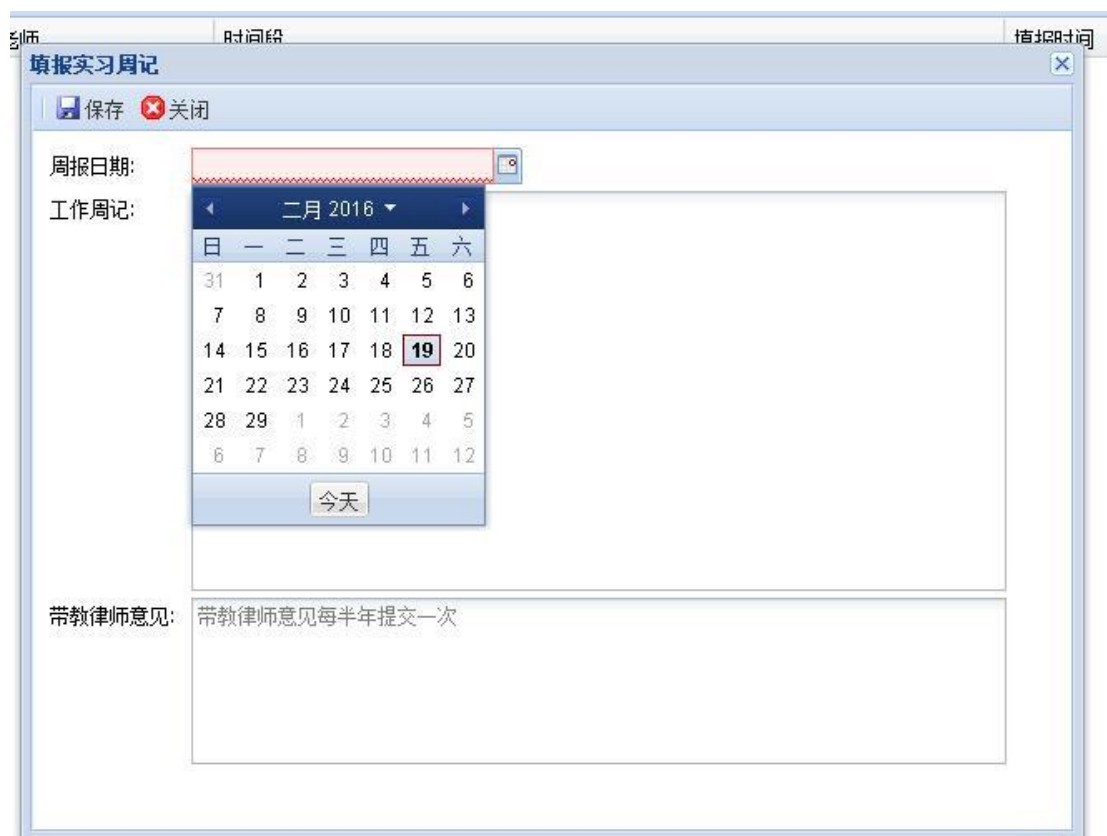 老师 时间段 填报时间
填报实习周记
保存 关闭
周报日期:
工作周记:
二月 2016
日 一 二 三 四 五 六
31 1 2 3 4 5 6
7 8 9 10 11 12 13
14 15 16 17 18 19 20
21 22 23 24 25 26 27
28 29 1 2 3 4 5
6 7 8 9 10 11 12
今天
带教律师意见: 带教律师意见每半年提交一次